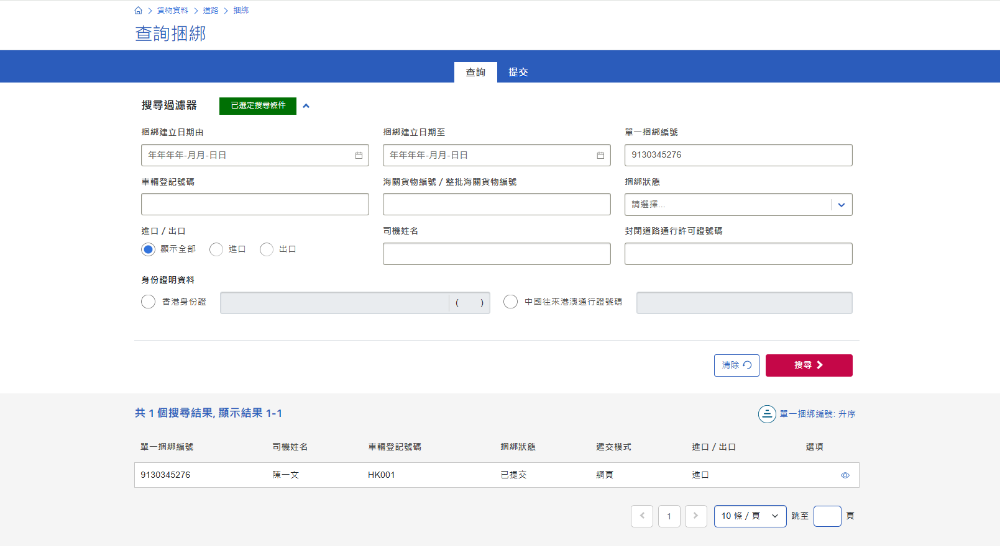 貨物資料 道路 捆綁
查詢捆綁
查詢 提交
搜尋過濾器 已選定搜尋條件
捆綁建立日期由 捆綁建立日期至 單一捆綁編號
年年年年-月月-日日 年年年年-月月-日日 9130345276
車輛登記號碼 海關貨物編號 / 整批海關貨物編號 捆綁狀態
請選擇...
進口 / 出口 司機姓名 封閉道路通行許可證號碼
顯示全部 進口 出口
身份證明資料
香港身份證 ( ) 中國往來港澳通行證號碼
清除 搜尋
共 1 個搜尋結果, 顯示結果 1-1 單一捆綁編號: 升序
單一捆綁編號 司機姓名 車輛登記號碼 捆綁狀態 遞交模式 進口 / 出口 選項
9130345276 陳一文 HK001 已提交 網頁 進口
1 10 條 / 頁 跳至 頁